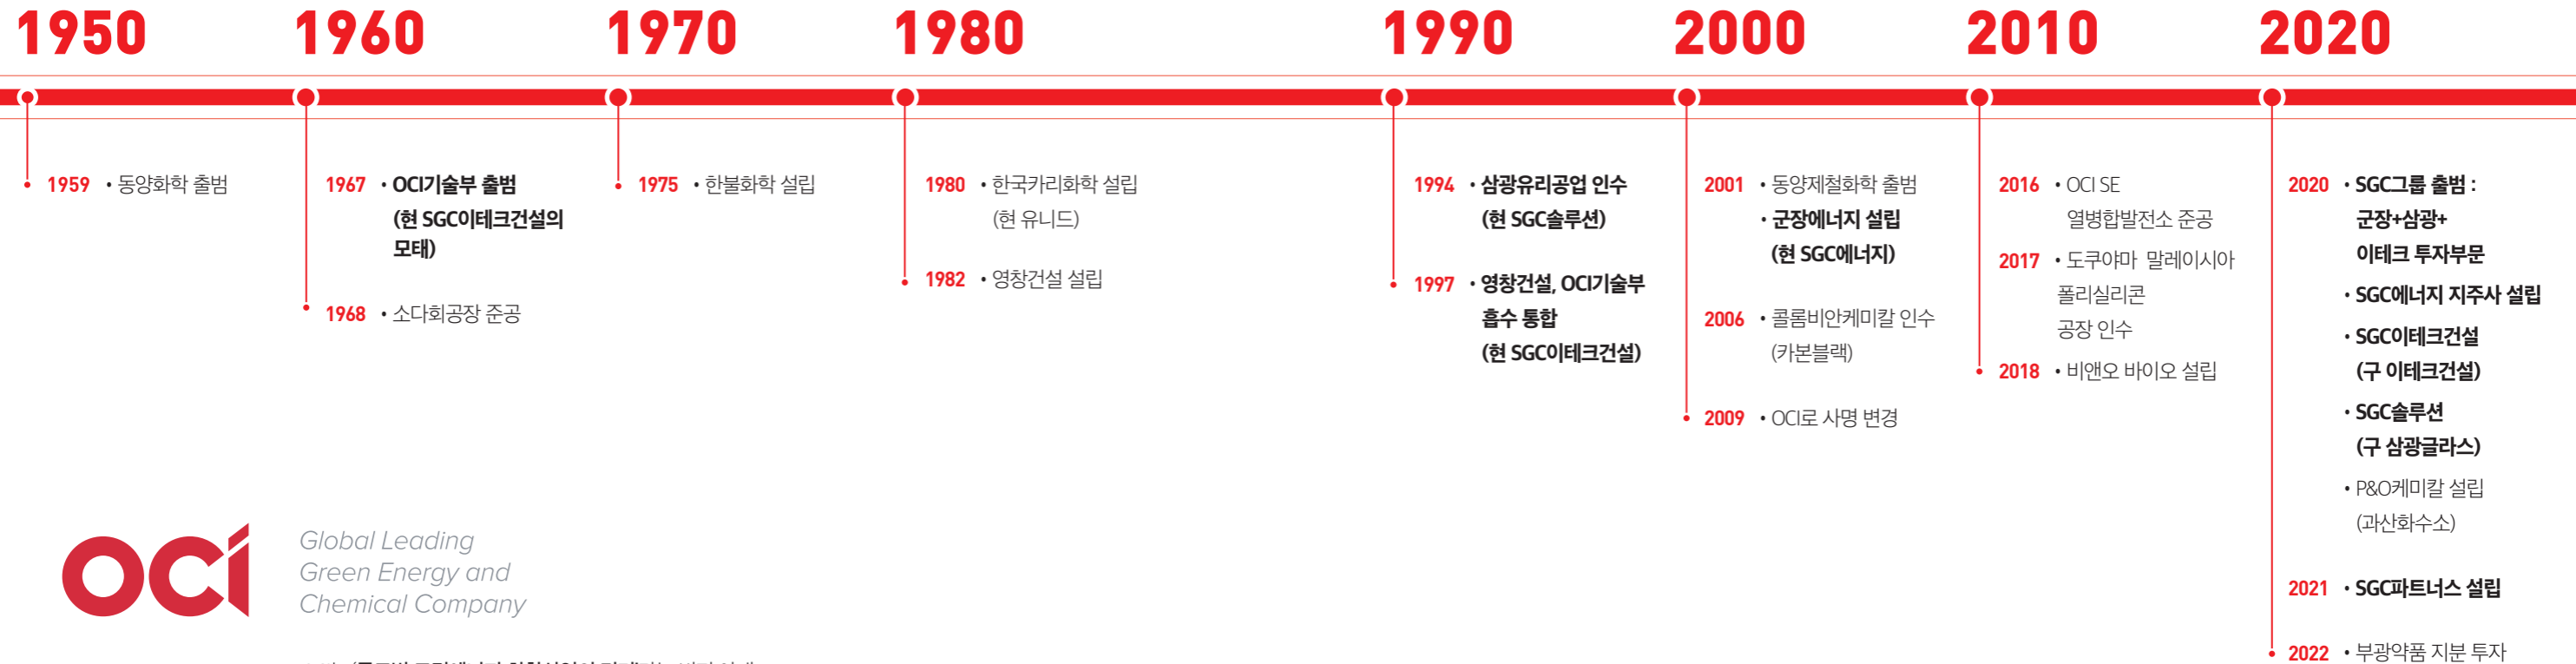 1950
1960
1970
1980
1990
2000
2010
2020
1959 • 동양화학 출범
1967 • OCI기술부 출범
(현 SGC이테크건설의
모태)
1968 • 소다회공장 준공
1975 • 한불화학 설립
1980 • 한국카리화학 설립
(현 유니드)
1982 • 영창건설 설립
1994 • 삼광유리공업 인수
(현 SGC솔루션)
1997 • 영창건설, OCI기술부
흡수 통합
(현 SGC이테크건설)
2001 • 동양제철화학 출범
• 군장에너지 설립
(현 SGC에너지)
2006 • 콜롬비안케미칼 인수
(카본블랙)
2009 • OCI로 사명 변경
2016 • OCI SE
열병합발전소 준공
2017 • 도쿠야마 말레이시아
폴리실리콘
공장 인수
2018 • 비앤오 바이오 설립
2020 • SGC그룹 출범 :
군장+삼광+
이테크 투자부문
• SGC에너지 지주사 설립
• SGC이테크건설
(구 이테크건설)
• SGC솔루션
(구 삼광글라스)
• P&O케미칼 설립
(과산화수소)
2021 • SGC파트너스 설립
2022 • 부광약품 지분 투자
OCI
Global Leading
Green Energy and
Chemical Company